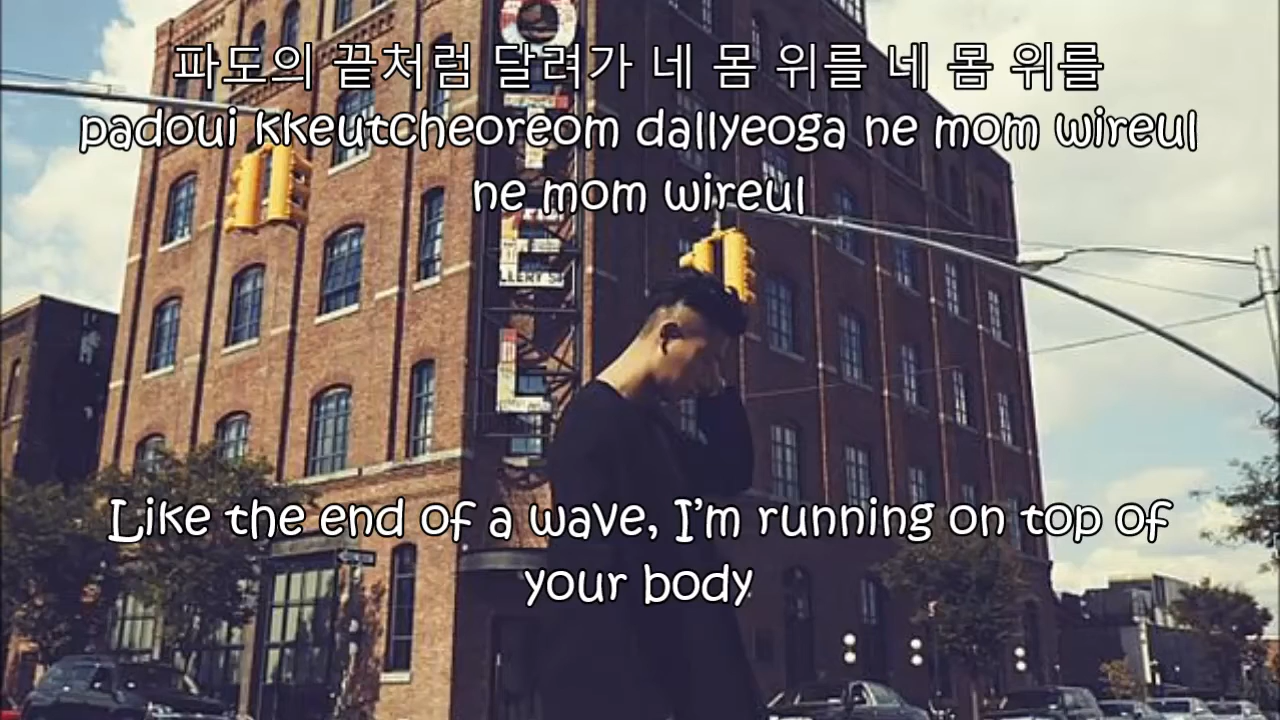 파도의 끝처럼 달려가 네 몸 위를 네 몸 위를
padoui kkeutcheoreom dallyeoga ne mom wireul
ne mom wireul
Like the end of a wave, I'm running on top of
your body